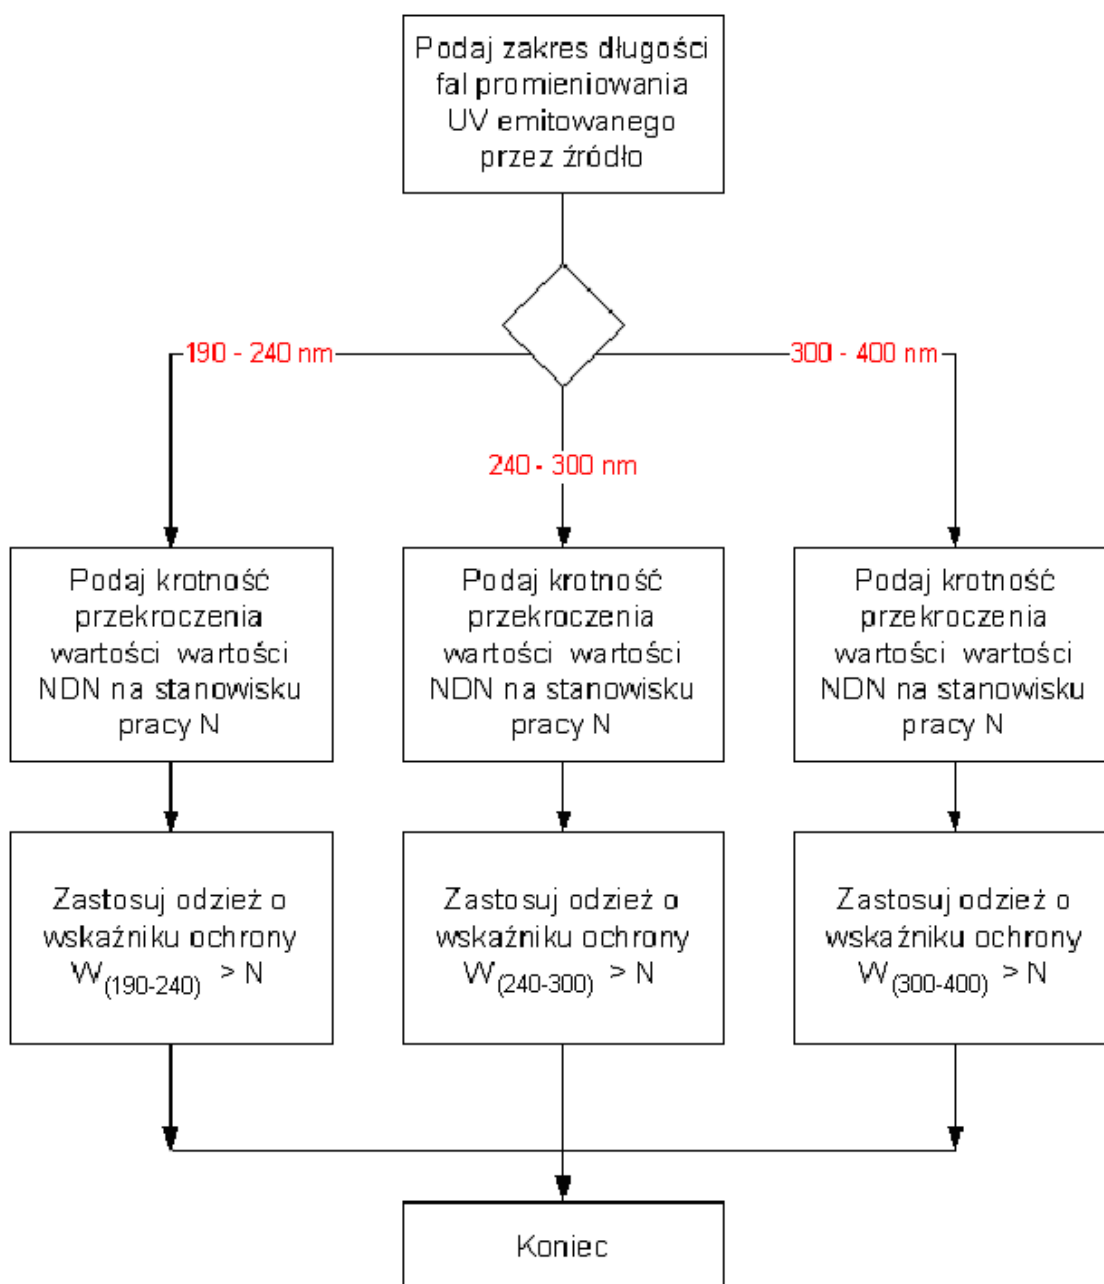 Podaj zakres długości
fal promieniowania
UV emitowanego
przez źródło
190 - 240 nm
300 - 400 nm
240 - 300 nm
Podaj krotność
przekroczenia
wartości wartości
NDN na stanowisku
pracy N
Podaj krotność
przekroczenia
wartości wartości
NDN na stanowisku
pracy N
Podaj krotność
przekroczenia
wartości wartości
NDN na stanowisku
pracy N
Zastosuj odzież o
wskaźniku ochrony
W(190-240) > N
Zastosuj odzież o
wskaźniku ochrony
W(240-300) > N
Zastosuj odzież o
wskaźniku ochrony
W(300-400) > N
Koniec